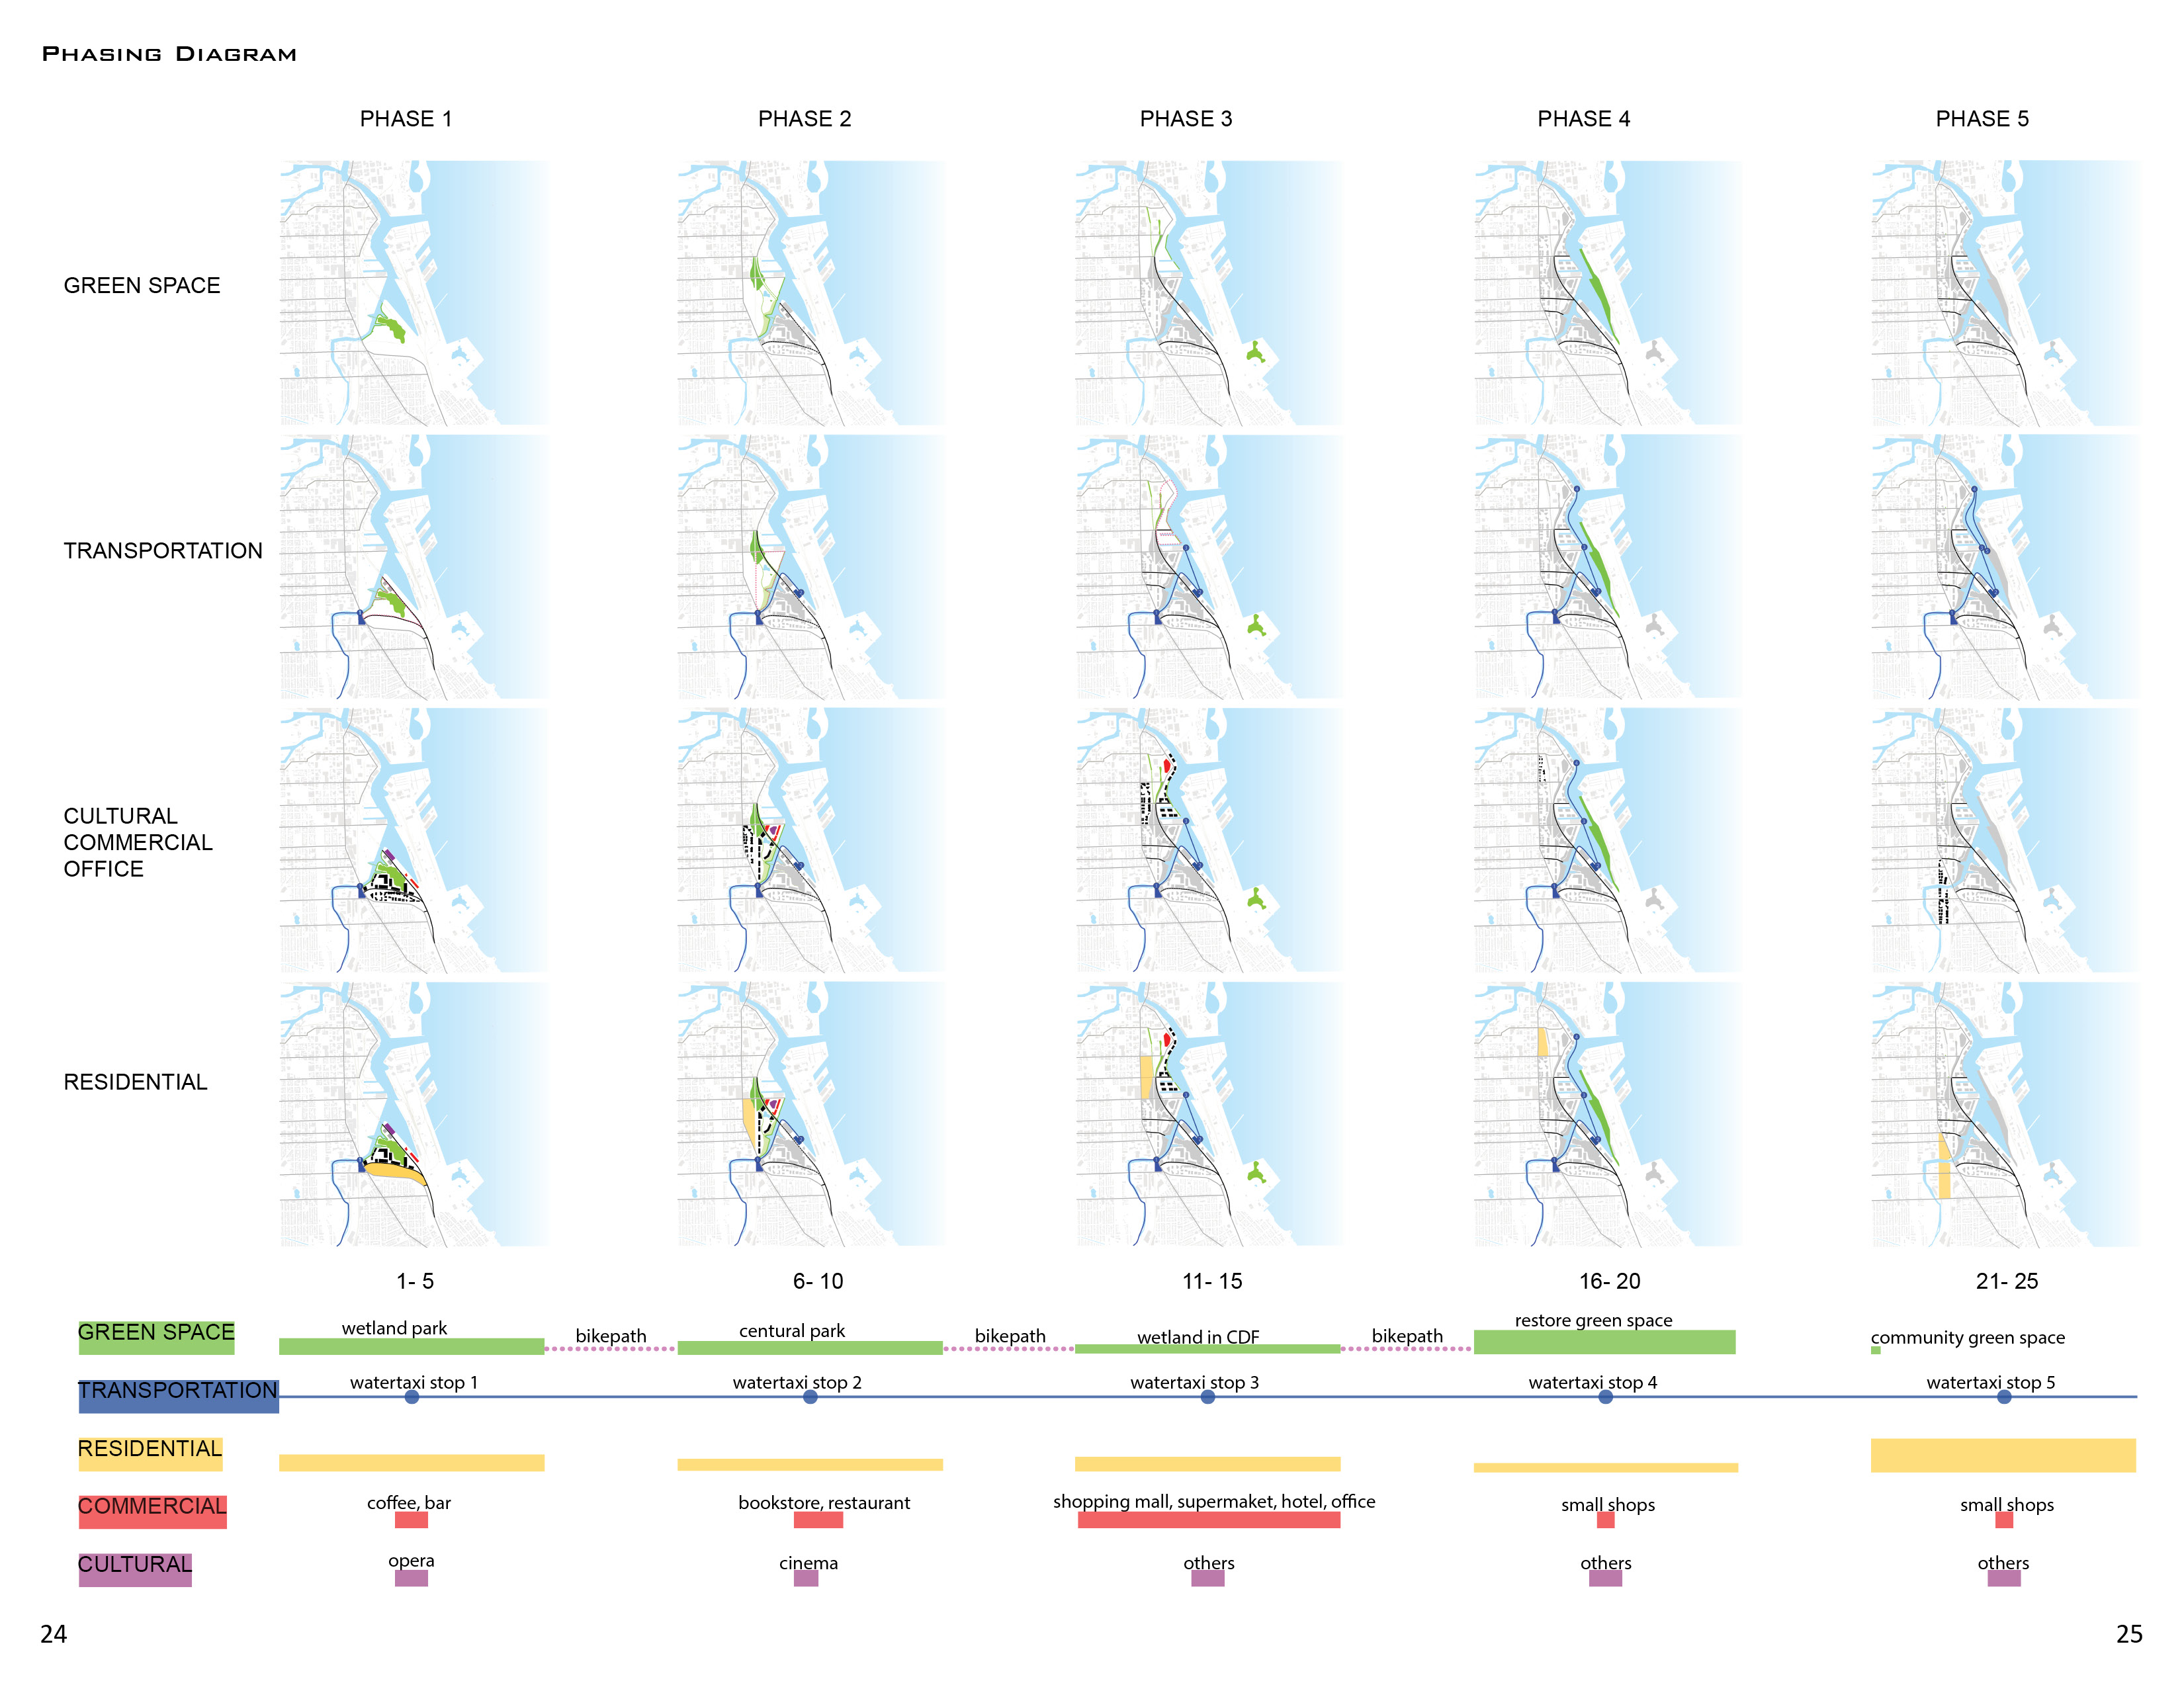 Phasing Diagram
PHASE 1
PHASE 2
PHASE 3
PHASE 4
PHASE 5
GREEN SPACE
TRANSPORTATION
CULTURAL
COMMERCIAL
OFFICE
RESIDENTIAL
1- 5
6- 10
11- 15
16- 20
21- 25
GREEN SPACE
wetland park
bikepath
centural park
bikepath
wetland in CDF
bikepath
restore green space
community green space
TRANSPORTATION
watertaxi stop 1
watertaxi stop 2
watertaxi stop 3
watertaxi stop 4
watertaxi stop 5
RESIDENTIAL
COMMERCIAL
coffee, bar
bookstore, restaurant
shopping mall, supermaket, hotel, office
small shops
small shops
CULTURAL
opera
cinema
others
others
others
24
25